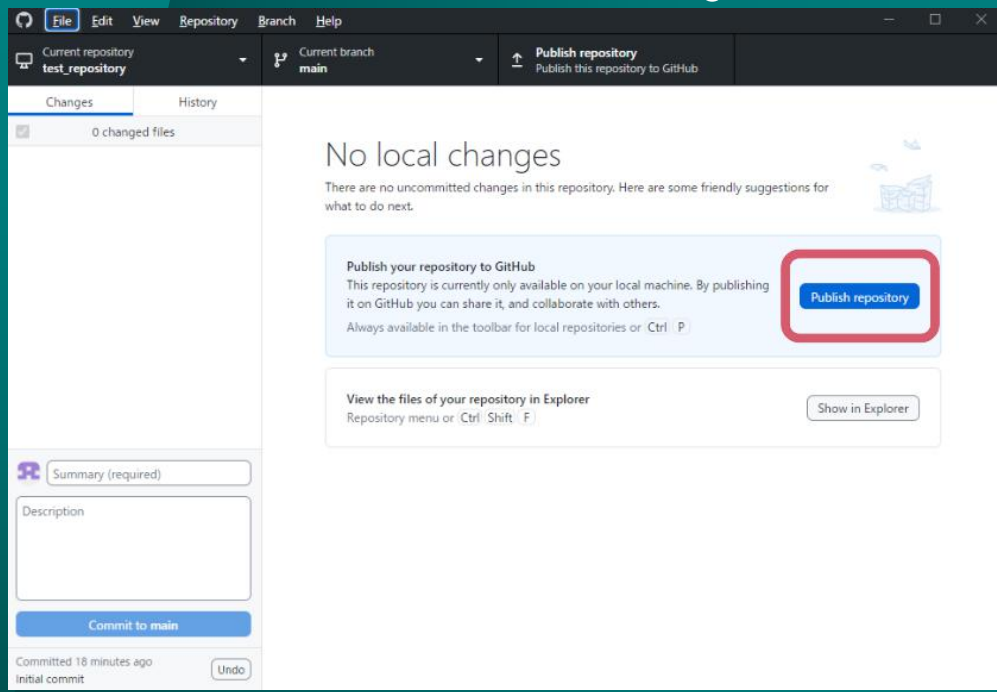 File Edit View Repository Branch Help
Current repository
test_repository
Current branch
main
Publish repository
Publish this repository to GitHub
Changes History
0 changed files
No local changes
There are no uncommitted changes in this repository. Here are some friendly suggestions for
what to do next.
Publish your repository to GitHub
This repository is currently only available on your local machine. By publishing
it on GitHub you can share it, and collaborate with others.
Always available in the toolbar for local repositories or Ctrl P
Publish repository
View the files of your repository in Explorer
Repository menu or Ctrl Shift F
Show in Explorer
Summary (required)
Description
Commit to main
Committed 18 minutes ago
Initial commit
Undo